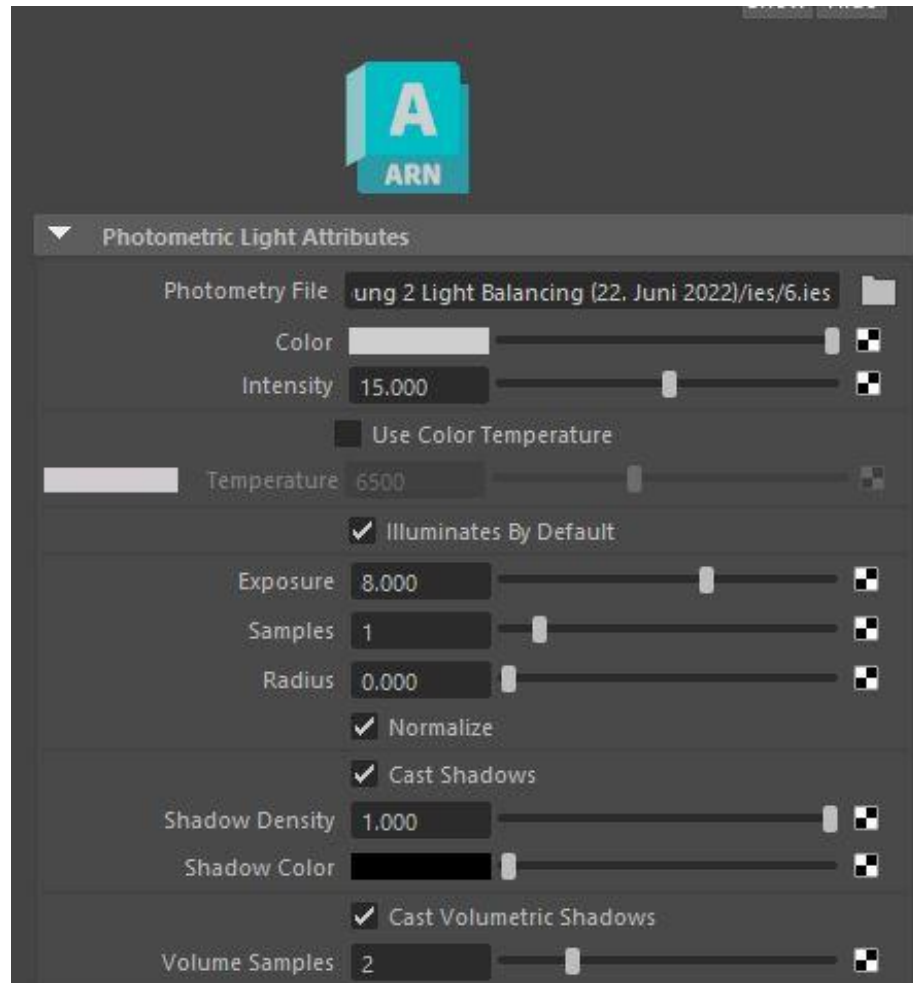 A
ARN
Photometric Light Attributes
Photometry File ung 2 Light Balancing (22. Juni 2022)/ies/6.ies
Color
Intensity 15.000
Use Color Temperature
Temperature 6500
Illuminates By Default
Exposure 8.000
Samples 1
Radius 0.000
Normalize
Cast Shadows
Shadow Density 1.000
Shadow Color
Cast Volumetric Shadows
Volume Samples 2